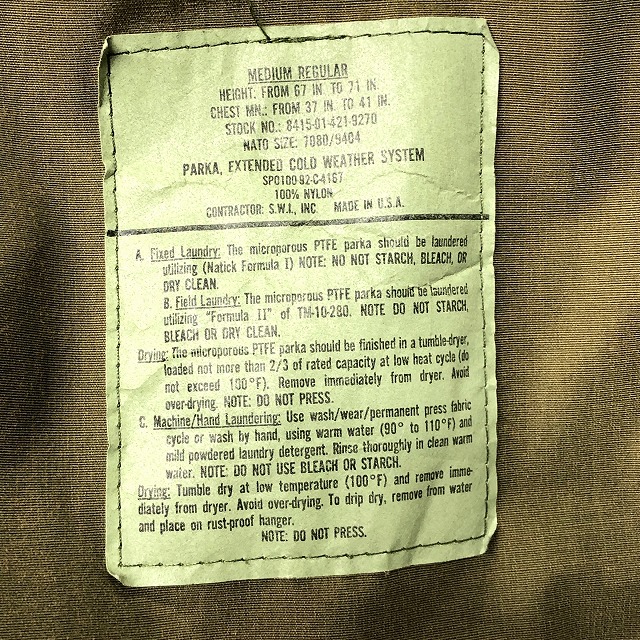 MEDIUM REGULAR
HEIGHT: FROM 67 IN. TO 71 IN.
CHEST MN.: FROM 37 IN. TO 41 IN.
STOCK NO.: 8415-01-421-9270
NATO SIZE: 7080/9404
PARKA, EXTENDED COLD WEATHER SYSTEM
SPO100-92-C-4167
100% NYLON
CONTRACTOR: S.W.I., INC. MADE IN U.S.A.
A. Fixed Laundry: The microporous PTFE parka should be laundered
utilizing (Natick Formula I) NOTE: NO NOT STARCH, BLEACH, OR
DRY CLEAN.
B. Field Laundry: The microporous PTFE parka should be laundered
utilizing "Formula II" of TM-10-280. NOTE DO NOT STARCH,
BLEACH OR DRY CLEAN.
Drying: The microporous PTFE parka should be finished in a tumble-dryer,
loaded not more than 2/3 of rated capacity at low heat cycle (do
not exceed 130°F). Remove immediately from dryer. Avoid
over-drying. NOTE: DO NOT PRESS.
C. Machine/Hand Laundering: Use wash/wear/permanent press fabric
cycle or wash by hand, using warm water (90° to 110°F) and
mild powdered laundry detergent. Rinse thoroughly in clean warm
water. NOTE: DO NOT USE BLEACH OR STARCH.
Drying: Tumble dry at low temperature (100°F) and remove imme-
diately from dryer. Avoid over-drying. To drip dry, remove from water
and place on rust-proof hanger.
NOTE: DO NOT PRESS.